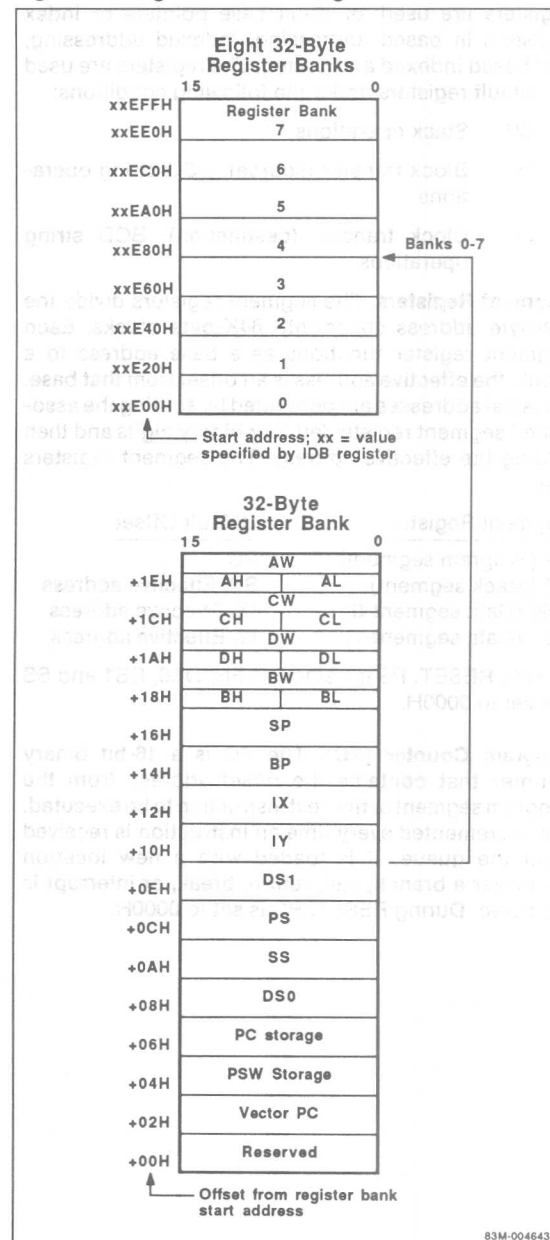 Eight 32-Byte
Register Banks
15 0
xxEFFH
Register Bank
xxEE0H 7
xxEC0H 6
xxEA0H 5
xxE80H 4 Banks 0-7
xxE60H 3
xxE40H 2
xxE20H 1
xxE00H 0
Start address; xx = value
specified by IDB register
32-Byte
Register Bank
15 0
AW
+1EH AH AL
CW
+1CH CH CL
DW
+1AH DH DL
BW
+18H BH BL
+16H SP
+14H BP
+12H IX
+10H IY
+0EH DS1
+0CH PS
+0AH SS
+08H DS0
+06H PC storage
+04H PSW Storage
+02H Vector PC
+00H Reserved
Offset from register bank
start address
83M-004643